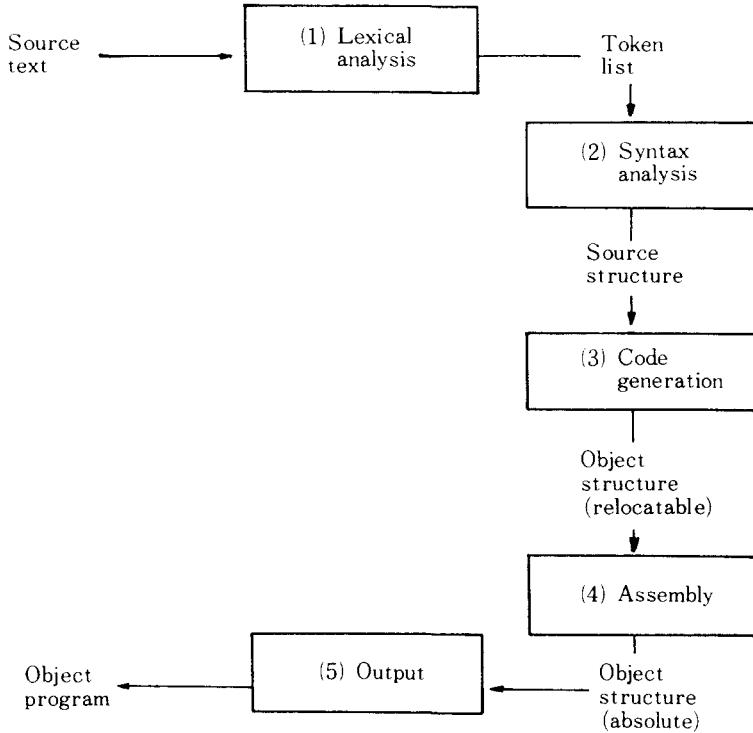 Source
text
(1) Lexical
analysis
Token
list
(2) Syntax
analysis
Source
structure
(3) Code
generation
Object
structure
(relocatable)
(4) Assembly
Object
structure
(absolute)
(5) Output
Object
program